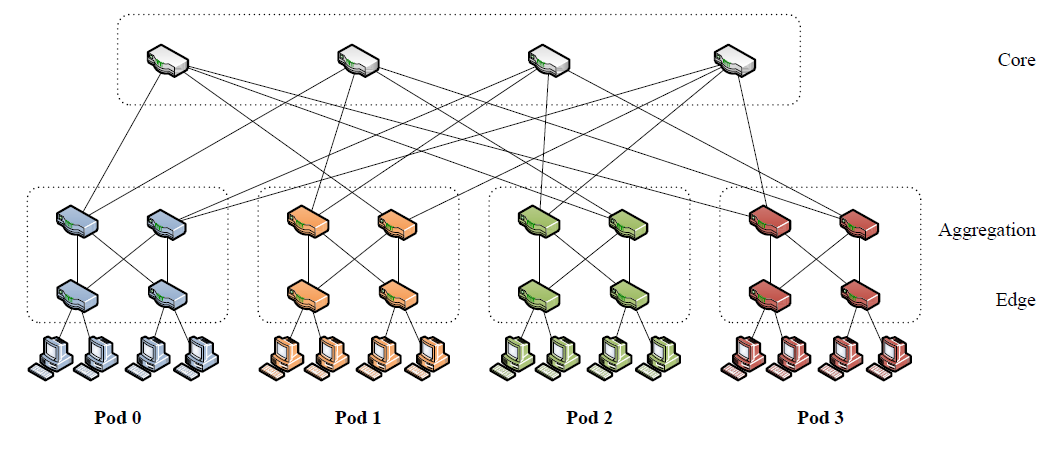 Core
Aggregation
Edge
Pod 0
Pod 1
Pod 2
Pod 3